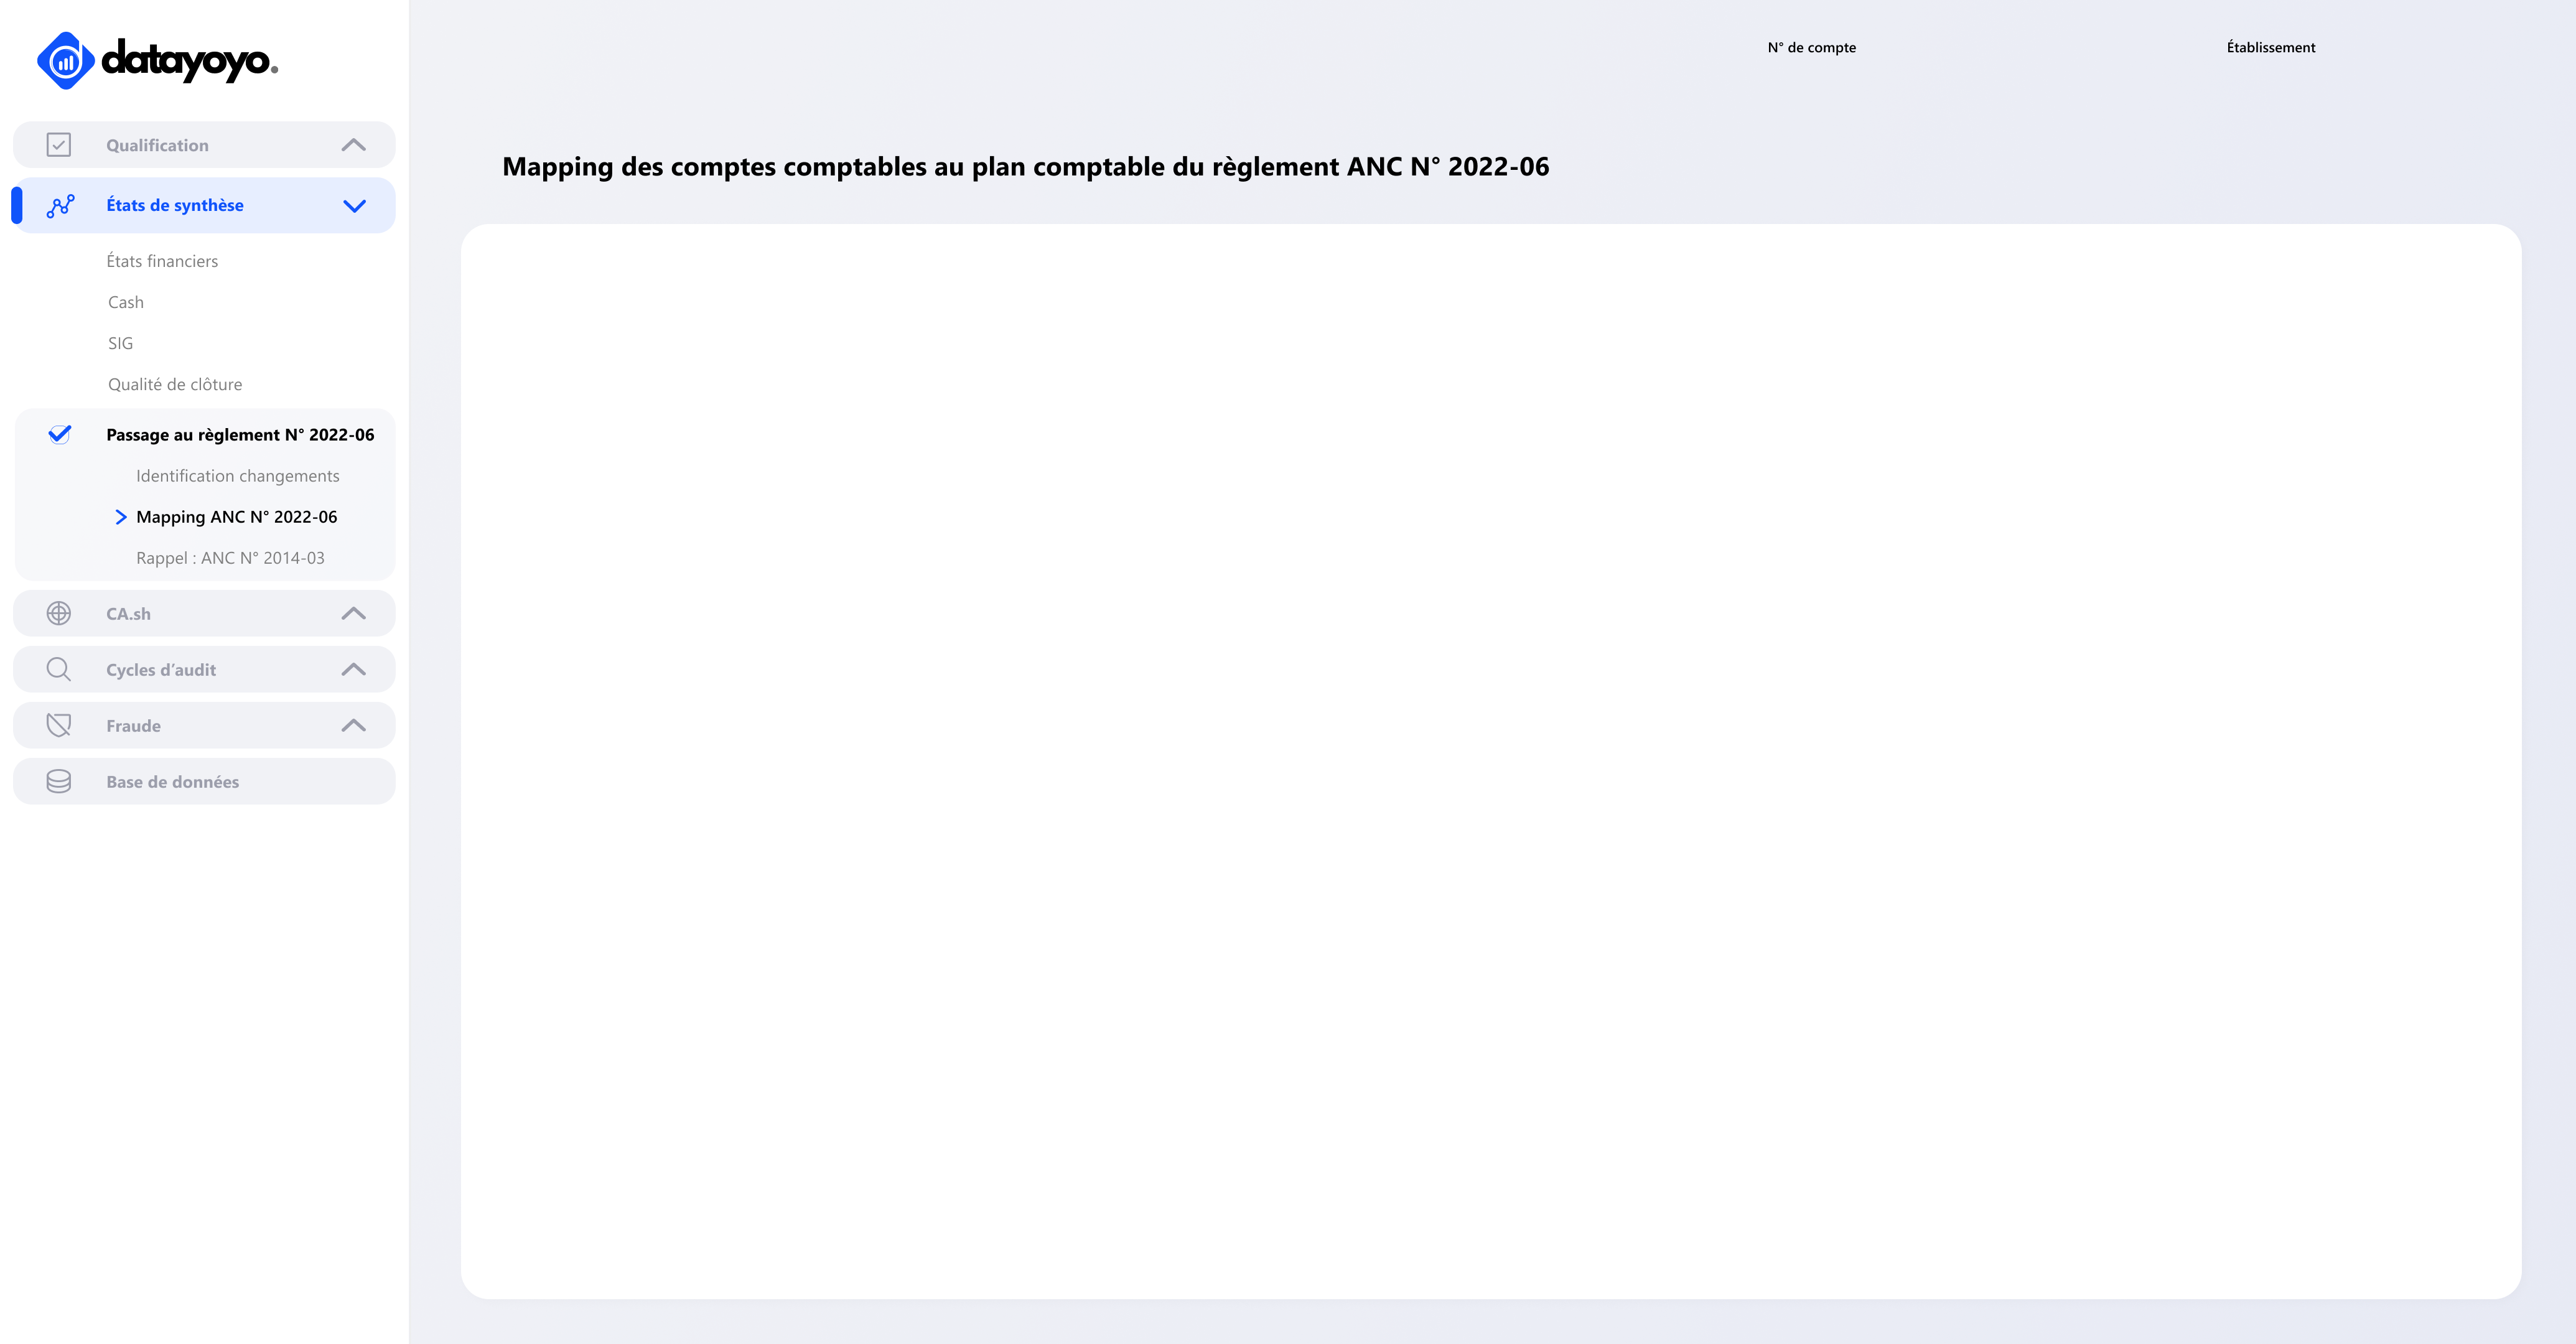 datayoyo.
N° de compte
Établissement
Qualification
Mapping des comptes comptables au plan comptable du règlement ANC N° 2022-06
États de synthèse
États financiers
Cash
SIG
Qualité de clôture
Passage au règlement N° 2022-06
Identification changements
Mapping ANC N° 2022-06
Rappel : ANC N° 2014-03
CA.sh
Cycles d’audit
Fraude
Base de données